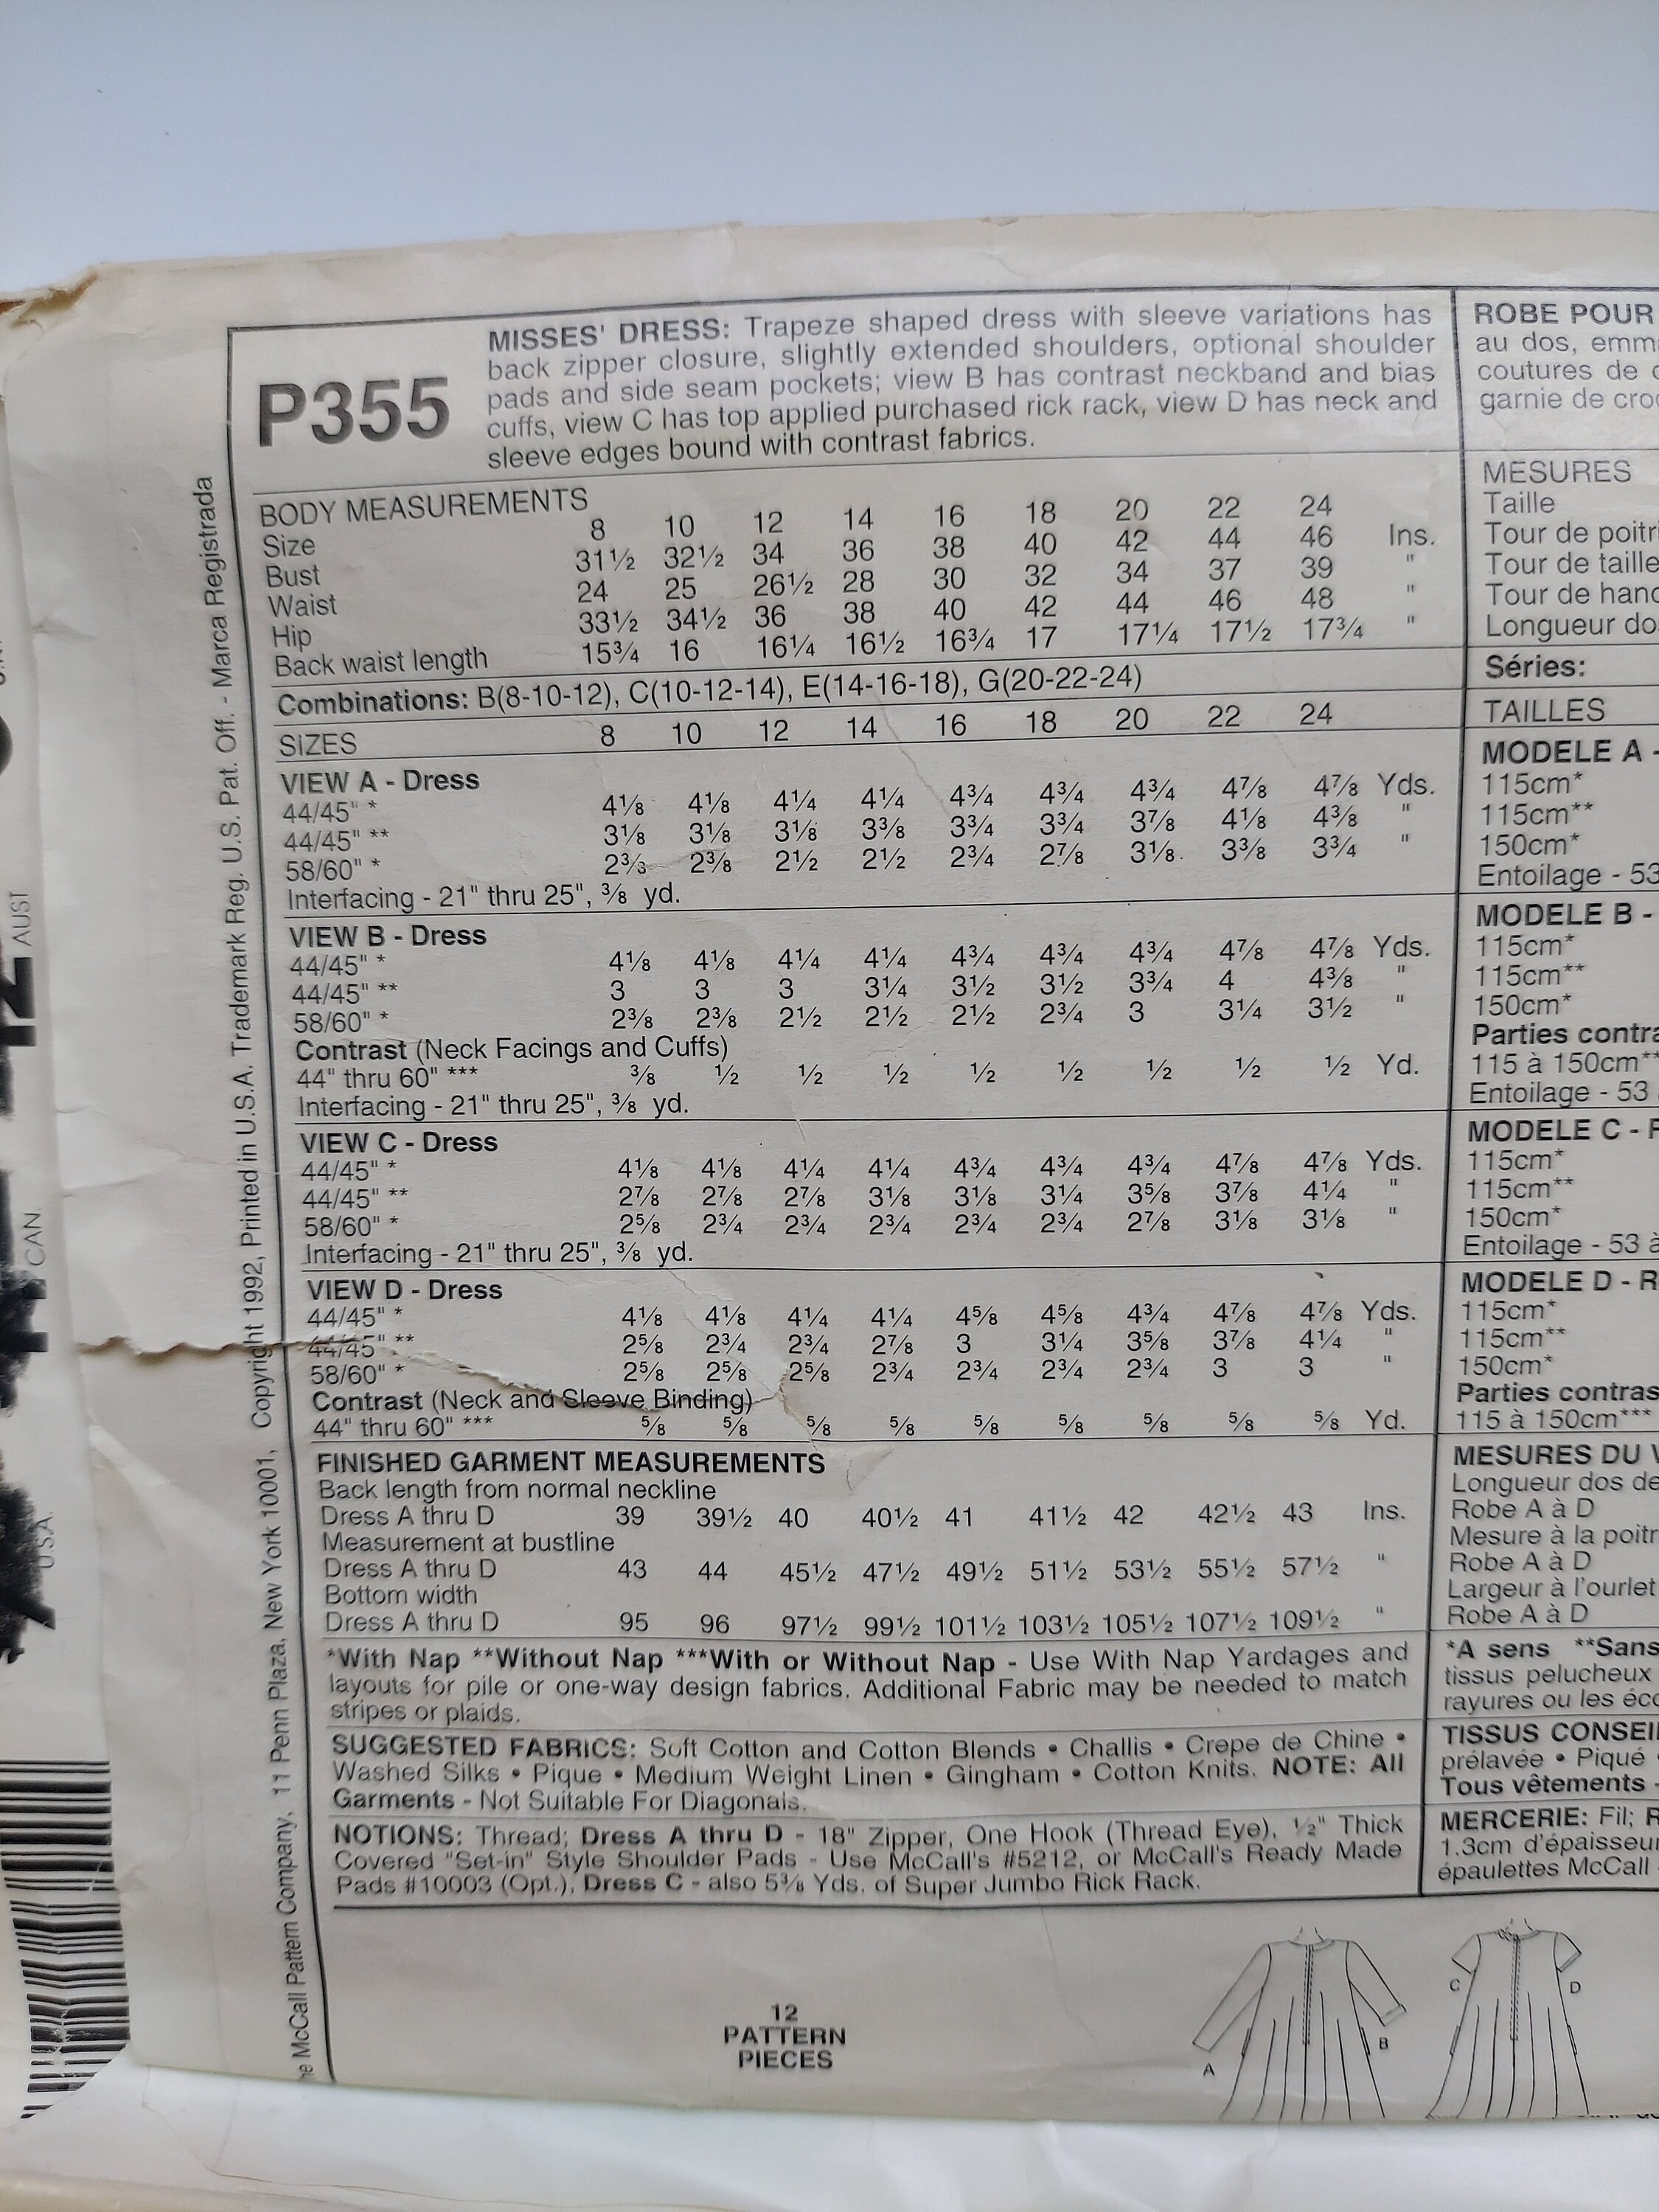 P355
MISSES' DRESS: Trapeze shaped dress with sleeve variations has
back zipper closure, slightly extended shoulders, optional shoulder
pads and side seam pockets; view B has contrast neckband and bias
cuffs, view C has top applied purchased rick rack, view D has neck and
sleeve edges bound with contrast fabrics.
BODY MEASUREMENTS
Size 8 10 12 14 16 18 20 22 24
Bust 31½ 32½ 34 36 38 40 42 44 46 Ins.
Waist 24 25 26½ 28 30 32 34 37 39 "
Hip 33½ 34½ 36 38 40 42 44 46 48 "
Back waist length 15¾ 16 16¼ 16½ 16¾ 17 17¼ 17½ 17¾ "
Combinations: B(8-10-12), C(10-12-14), E(14-16-18), G(20-22-24)
SIZES 8 10 12 14 16 18 20 22 24
VIEW A - Dress
44/45" * 4⅛ 4⅛ 4¼ 4¼ 4¾ 4¾ 4¾ 4⅞ 4⅞ Yds.
44/45" ** 3⅛ 3⅛ 3⅛ 3⅜ 3¾ 3¾ 3⅞ 4⅛ 4⅜ "
58/60" * 2⅜ 2⅜ 2½ 2½ 2¾ 2⅞ 3⅛ 3⅜ 3¾ "
Interfacing - 21" thru 25", ⅜ yd.
VIEW B - Dress
44/45" * 4⅛ 4⅛ 4¼ 4¼ 4¾ 4¾ 4¾ 4⅞ 4⅞ Yds.
44/45" ** 3 3 3 3¼ 3½ 3½ 3¾ 4 4⅜ "
58/60" * 2⅜ 2⅜ 2½ 2½ 2½ 2¾ 3 3¼ 3½ "
Contrast (Neck Facings and Cuffs)
44" thru 60" *** ⅜ ½ ½ ½ ½ ½ ½ ½ ½ Yd.
Interfacing - 21" thru 25", ⅜ yd.
VIEW C - Dress
44/45" * 4⅛ 4⅛ 4¼ 4¼ 4¾ 4¾ 4¾ 4⅞ 4⅞ Yds.
44/45" ** 2⅞ 2⅞ 2⅞ 3⅛ 3⅛ 3¼ 3⅝ 3⅞ 4¼ "
58/60" * 2⅝ 2¾ 2¾ 2¾ 2¾ 2¾ 2⅞ 3⅛ 3⅛ "
Interfacing - 21" thru 25", ⅜ yd.
VIEW D - Dress
44/45" * 4⅛ 4⅛ 4¼ 4¼ 4⅝ 4⅝ 4¾ 4⅞ 4⅞ Yds.
44/45" ** 2⅝ 2¾ 2¾ 2⅞ 3 3¼ 3⅝ 3⅞ 4¼ "
58/60" * 2⅝ 2⅝ 2⅝ 2¾ 2¾ 2¾ 2¾ 3 3 "
Contrast (Neck and Sleeve Binding)
44" thru 60" *** ⅝ ⅝ ⅝ ⅝ ⅝ ⅝ ⅝ ⅝ ⅝ Yd.
FINISHED GARMENT MEASUREMENTS
Back length from normal neckline
Dress A thru D 39 39½ 40 40½ 41 41½ 42 42½ 43 Ins.
Measurement at bustline
Dress A thru D 43 44 45½ 47½ 49½ 51½ 53½ 55½ 57½ "
Bottom width
Dress A thru D 95 96 97½ 99½ 101½ 103½ 105½ 107½ 109½ "
*With Nap **Without Nap ***With or Without Nap - Use With Nap Yardages and
layouts for pile or one-way design fabrics. Additional Fabric may be needed to match
stripes or plaids.
SUGGESTED FABRICS: Soft Cotton and Cotton Blends • Challis • Crepe de Chine •
Washed Silks • Pique • Medium Weight Linen • Gingham • Cotton Knits. NOTE: All
Garments - Not Suitable For Diagonals.
NOTIONS: Thread; Dress A thru D - 18" Zipper, One Hook (Thread Eye), ½" Thick
Covered "Set-in" Style Shoulder Pads - Use McCall's #5212, or McCall's Ready Made
Pads #10003 (Opt.), Dress C - also 5⅜ Yds. of Super Jumbo Rick Rack.
12
PATTERN
PIECES
A
B
C
D
ROBE POUR
au dos,
coutures de
garnie de
MESURES
Taille
Tour de
Tour de taille
Tour de
Longueur
Séries:
TAILLES
MODELE A -
115cm*
115cm**
150cm*
Entoilage - 53
MODELE B -
115cm*
115cm**
150cm*
Parties
115 à 150cm**
Entoilage - 53
MODELE C -
115cm*
115cm**
150cm*
Entoilage - 53 à
MODELE D -
115cm*
115cm**
150cm*
Parties
115 à 150cm***
MESURES DU
Longueur dos de
Robe A à D
Mesure à la
Robe A à D
Largeur à l'ourlet
Robe A à D
*A sens **Sans
tissus pelucheux
rayures ou les
TISSUS
prélavée • Piqué •
Tous vêtements -
MERCERIE: Fil;
1.3cm
épaulettes McCall
McCall Pattern Company, 11 Penn Plaza, New York 10001, Copyright 1992, Printed in U.S.A. Trademark Reg. U.S. Pat. Off. - Marca Registrada
AUST
CAN.
USA